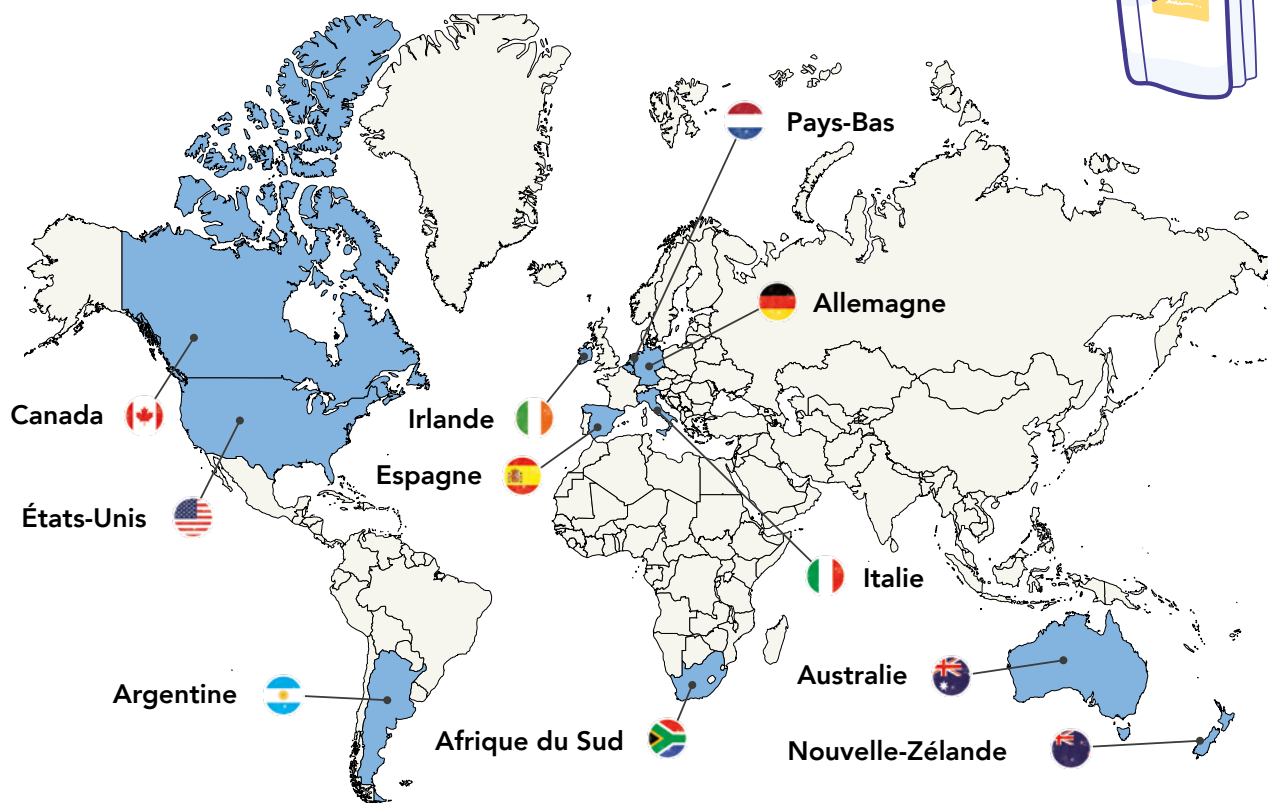 Pays-Bas
Allemagne
Canada
Irlande
Espagne
États-Unis
Italie
Argentine
Australie
Afrique du Sud
Nouvelle-Zélande